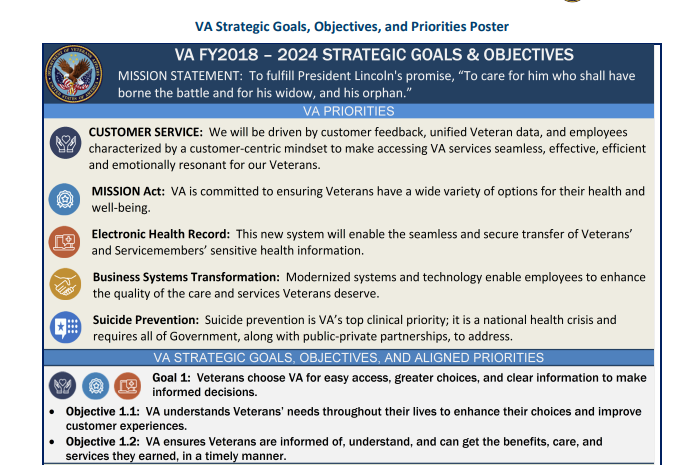 VA Strategic Goals, Objectives, and Priorities Poster
VA FY2018 – 2024 STRATEGIC GOALS & OBJECTIVES
MISSION STATEMENT: To fulfill President Lincoln's promise, “To care for him who shall have
borne the battle and for his widow, and his orphan.”
VA PRIORITIES
CUSTOMER SERVICE: We will be driven by customer feedback, unified Veteran data, and employees
characterized by a customer-centric mindset to make accessing VA services seamless, effective, efficient
and emotionally resonant for our Veterans.
MISSION Act: VA is committed to ensuring Veterans have a wide variety of options for their health and
well-being.
Electronic Health Record: This new system will enable the seamless and secure transfer of Veterans’
and Servicemembers’ sensitive health information.
Business Systems Transformation: Modernized systems and technology enable employees to enhance
the quality of the care and services Veterans deserve.
Suicide Prevention: Suicide prevention is VA’s top clinical priority; it is a national health crisis and
requires all of Government, along with public-private partnerships, to address.
VA STRATEGIC GOALS, OBJECTIVES, AND ALIGNED PRIORITIES
Goal 1: Veterans choose VA for easy access, greater choices, and clear information to make
informed decisions.
• Objective 1.1: VA understands Veterans’ needs throughout their lives to enhance their choices and improve
customer experiences.
• Objective 1.2: VA ensures Veterans are informed of, understand, and can get the benefits, care, and
services they earned, in a timely manner.